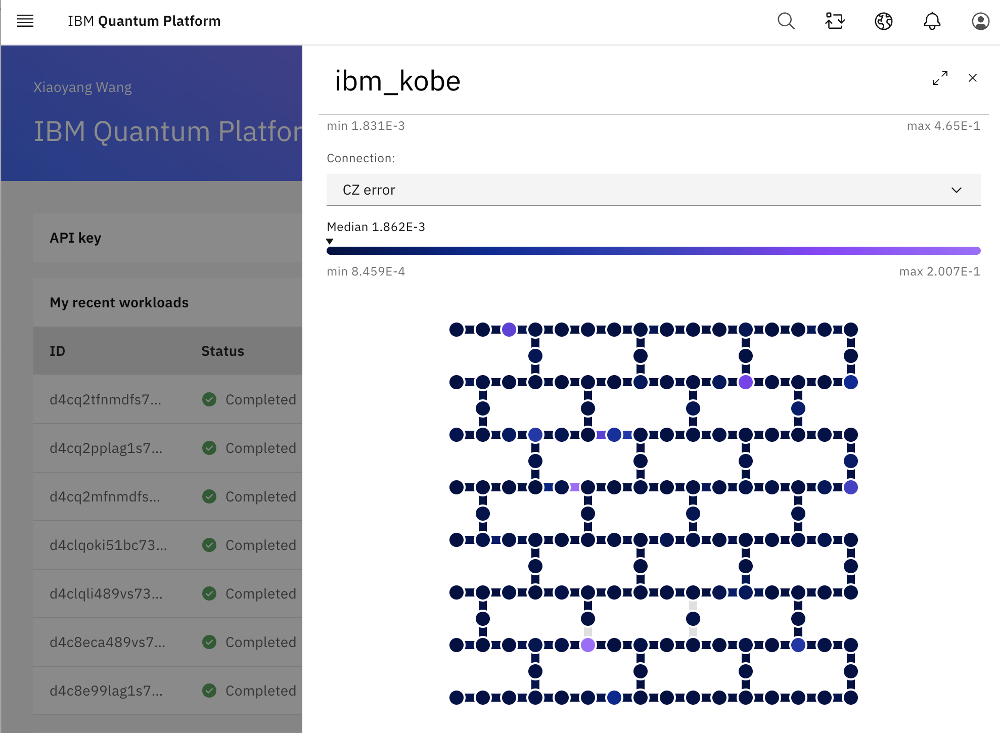 IBM Quantum Platform
Xiaoyang Wang
IBM Quantum Platfor
API key
My recent workloads
ID Status
d4cq2tfnmdfs7... Completed
d4cq2pplag1s7... Completed
d4cq2mfnmdfs... Completed
d4clqoki51bc73... Completed
d4clqli489vs73... Completed
d4c8eca489vs7... Completed
d4c8e99lag1s7... Completed
ibm_kobe
min 1.831E-3 max 4.65E-1
Connection:
CZ error
Median 1.862E-3
min 8.459E-4 max 2.007E-1